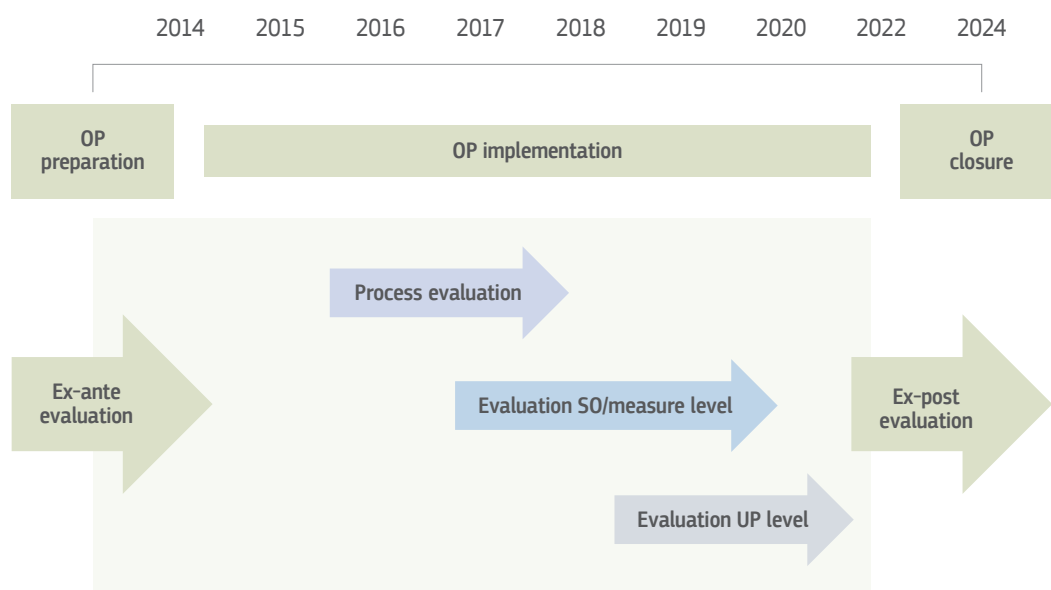 2014 2015 2016 2017 2018 2019 2020 2022 2024
OP
preparation
OP implementation
OP
closure
Process evaluation
Ex-ante
evaluation
Evaluation SO/measure level
Ex-post
evaluation
Evaluation UP level